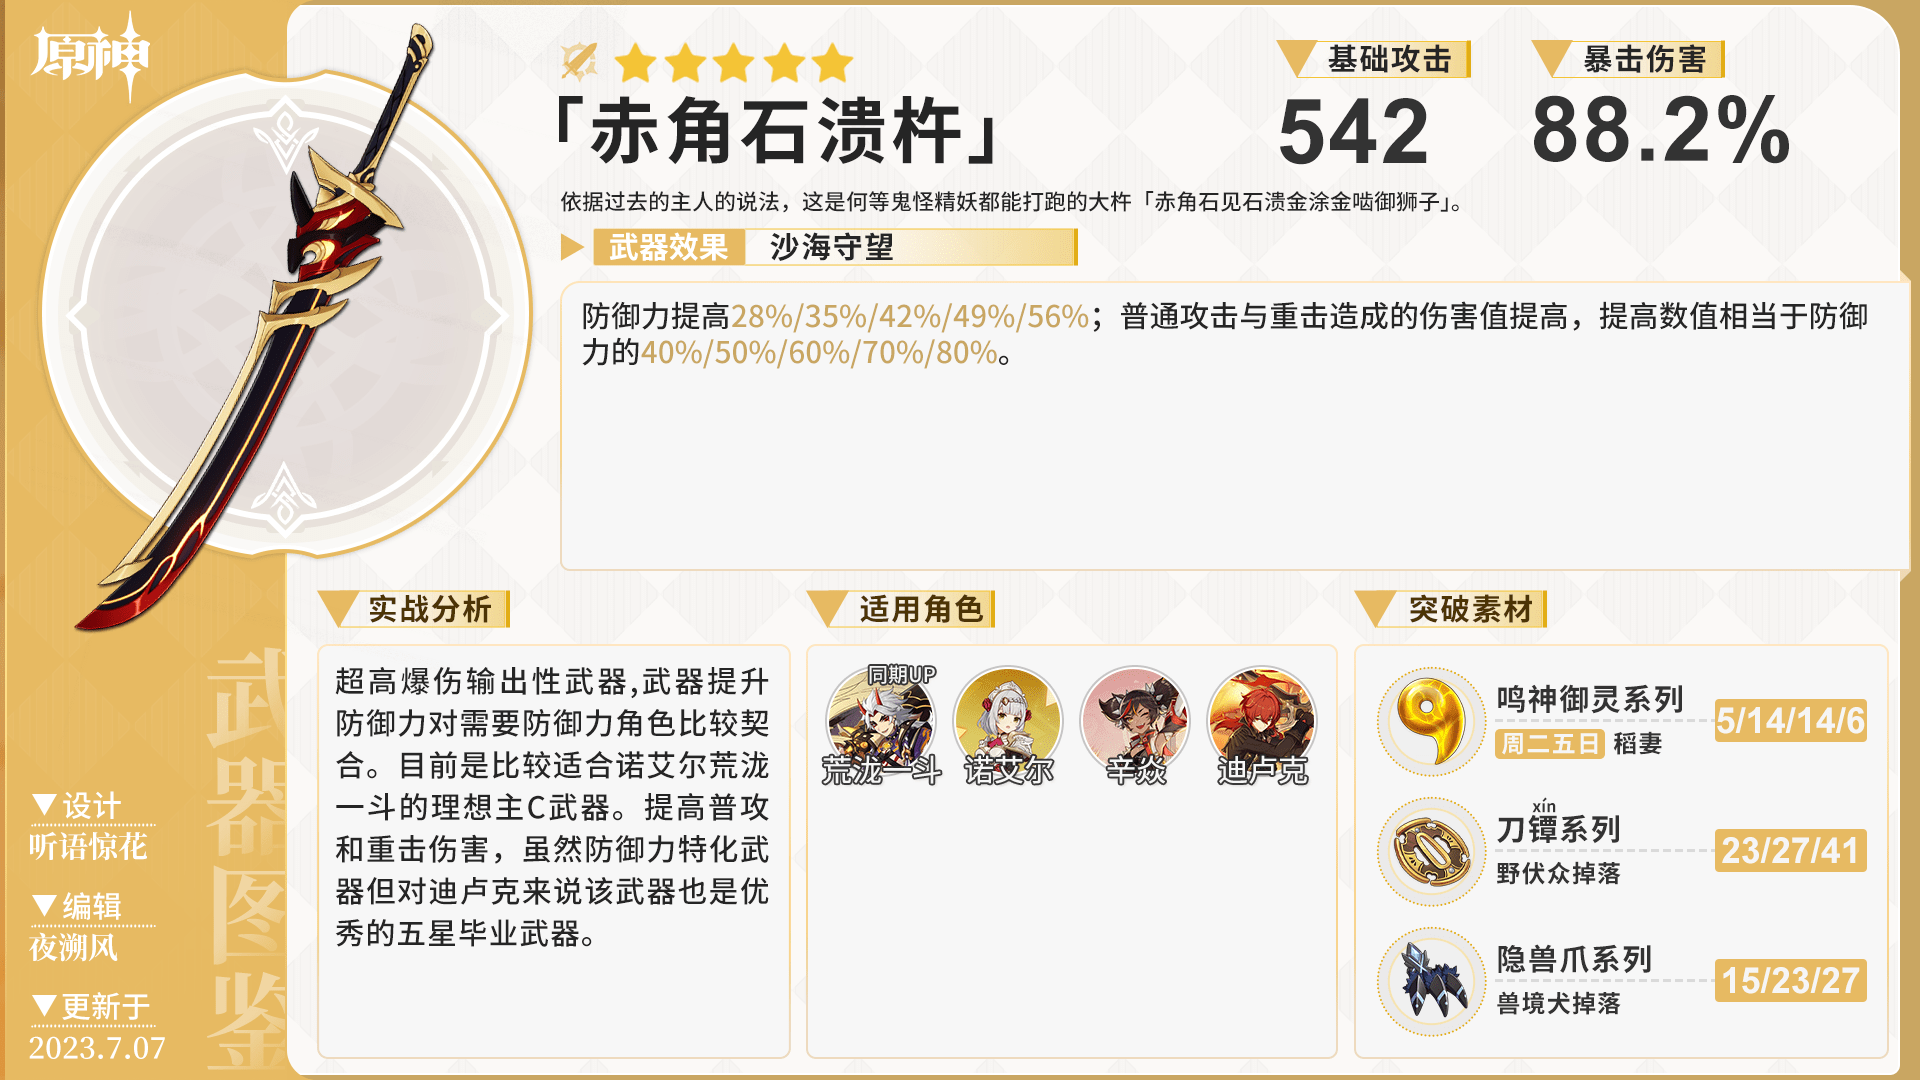 原神
基础攻击
暴击伤害
「赤角石溃杵」
542
88.2%
依据过去的主人的说法，这是何等鬼怪精妖都能打跑的大杵「赤角石见石溃金涂金啮御狮子」。
武器效果
沙海守望
防御力提高28%/35%/42%/49%/56%；普通攻击与重击造成的伤害值提高，提高数值相当于防御
力的40%/50%/60%/70%/80%。
实战分析
超高爆伤输出性武器,武器提升
防御力对需要防御力角色比较契
合。目前是比较适合诺艾尔荒泷
一斗的理想主C武器。提高普攻
和重击伤害，虽然防御力特化武
器但对迪卢克来说该武器也是优
秀的五星毕业武器。
适用角色
同期UP
荒泷一斗
诺艾尔
辛焱
迪卢克
突破素材
鸣神御灵系列
周二五日
稻妻
5/14/14/6
xín
刀镡系列
野伏众掉落
23/27/41
隐兽爪系列
兽境犬掉落
15/23/27
武器图鉴
▼设计
听语惊花
▼编辑
夜溯风
▼更新于
2023.7.07